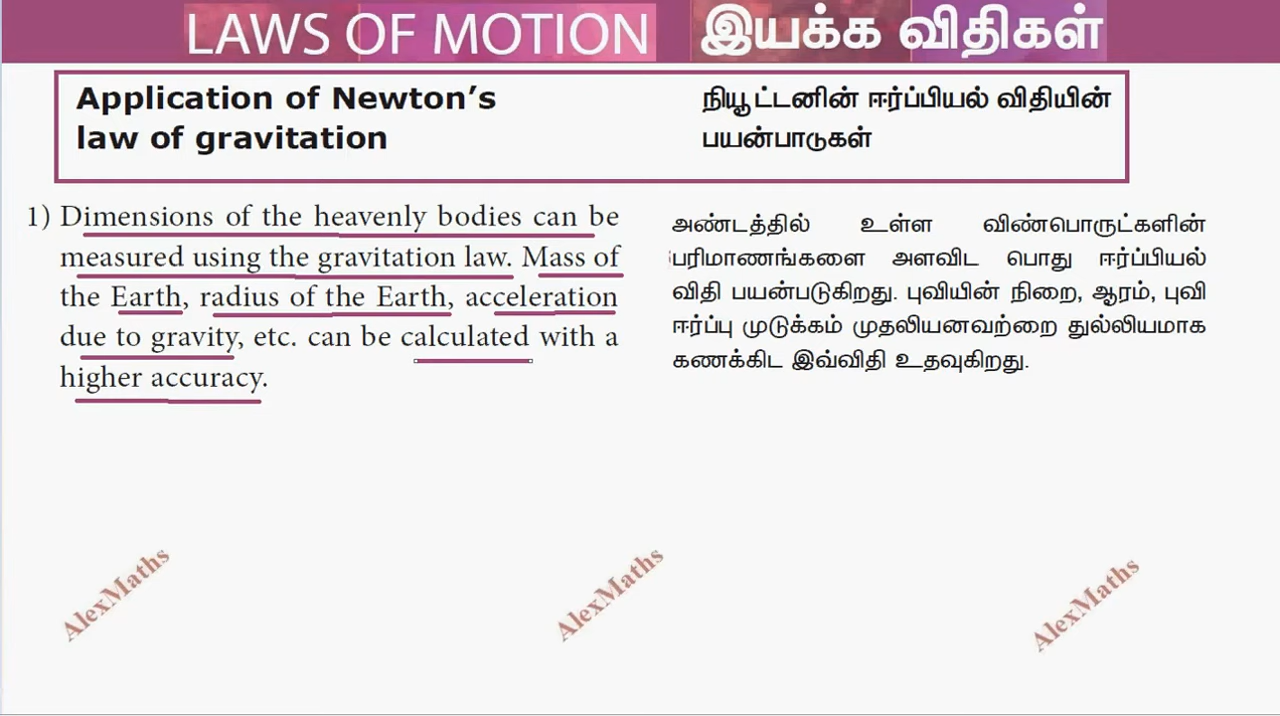 LAWS OF MOTION இயக்க விதிகள்
Application of Newton's
law of gravitation
நியூட்டனின் ஈர்ப்பியல் விதியின்
பயன்பாடுகள்
1) Dimensions of the heavenly bodies can be
measured using the gravitation law. Mass of
the Earth, radius of the Earth, acceleration
due to gravity, etc. can be calculated with a
higher accuracy.
அண்டத்தில் உள்ள விண்பொருட்களின்
பரிமாணங்களை அளவிட பொது ஈர்ப்பியல்
விதி பயன்படுகிறது. புவியின் நிறை, ஆரம், புவி
ஈர்ப்பு முடுக்கம் முதலியனவற்றை துல்லியமாக
கணக்கிட இவ்விதி உதவுகிறது.
AlexMaths
AlexMaths
AlexMaths